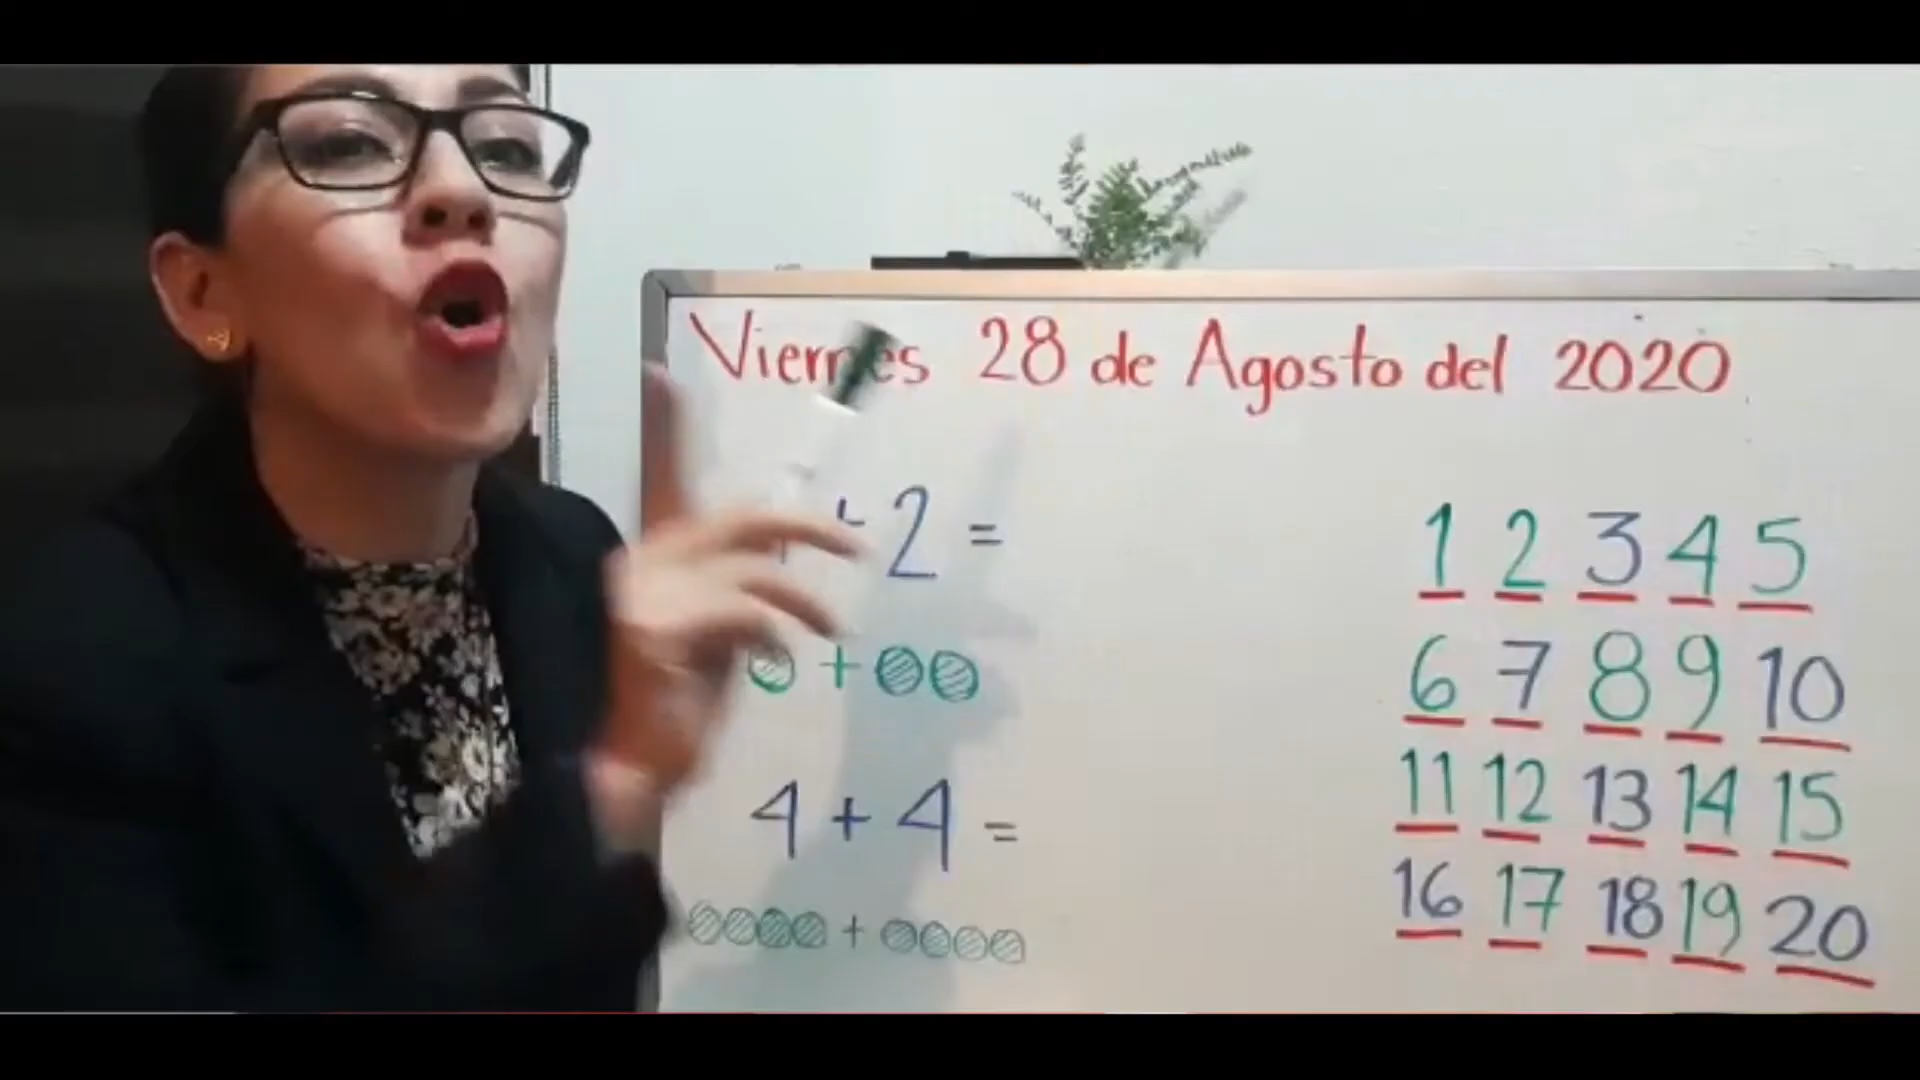 Viernes 28 de Agosto del 2020
+ 2 =
+
4 + 4 =
+
1 2 3 4 5
6 7 8 9 10
11 12 13 14 15
16 17 18 19 20